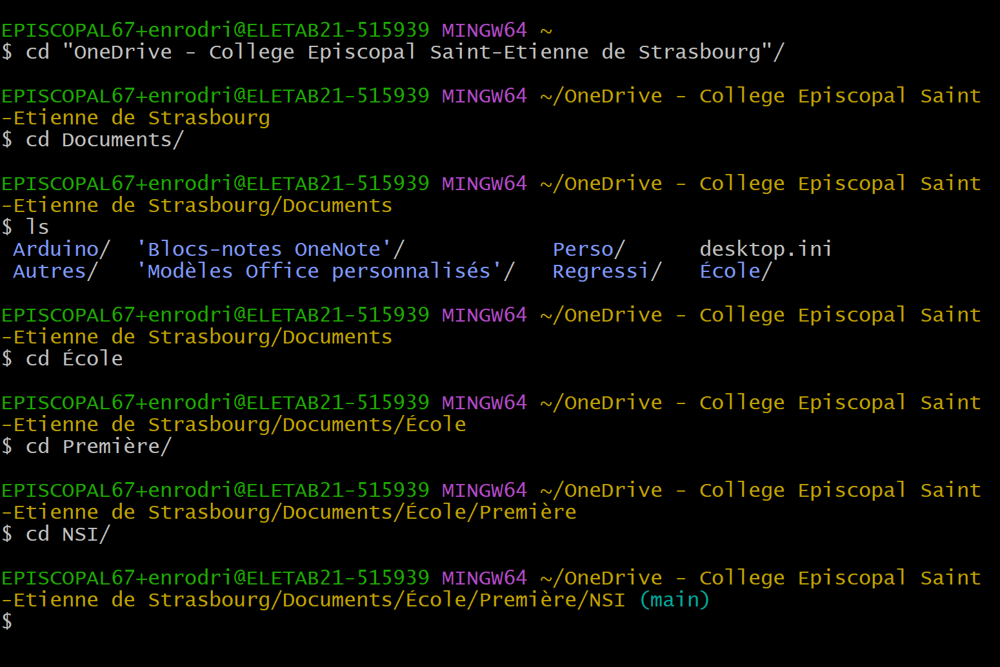 EPISCOPAL67+enrodri@ELETAB21-515939 MINGW64 ~
$ cd "OneDrive - College Episcopal Saint-Etienne de Strasbourg"/
EPISCOPAL67+enrodri@ELETAB21-515939 MINGW64 ~/OneDrive - College Episcopal Saint
-Etienne de Strasbourg
$ cd Documents/
EPISCOPAL67+enrodri@ELETAB21-515939 MINGW64 ~/OneDrive - College Episcopal Saint
-Etienne de Strasbourg/Documents
$ ls
Arduino/  'Blocs-notes OneNote'/            Perso/      desktop.ini
Autres/   'Modèles Office personnalisés'/   Regressi/   École/
EPISCOPAL67+enrodri@ELETAB21-515939 MINGW64 ~/OneDrive - College Episcopal Saint
-Etienne de Strasbourg/Documents
$ cd École
EPISCOPAL67+enrodri@ELETAB21-515939 MINGW64 ~/OneDrive - College Episcopal Saint
-Etienne de Strasbourg/Documents/École
$ cd Première/
EPISCOPAL67+enrodri@ELETAB21-515939 MINGW64 ~/OneDrive - College Episcopal Saint
-Etienne de Strasbourg/Documents/École/Première
$ cd NSI/
EPISCOPAL67+enrodri@ELETAB21-515939 MINGW64 ~/OneDrive - College Episcopal Saint
-Etienne de Strasbourg/Documents/École/Première/NSI (main)
$